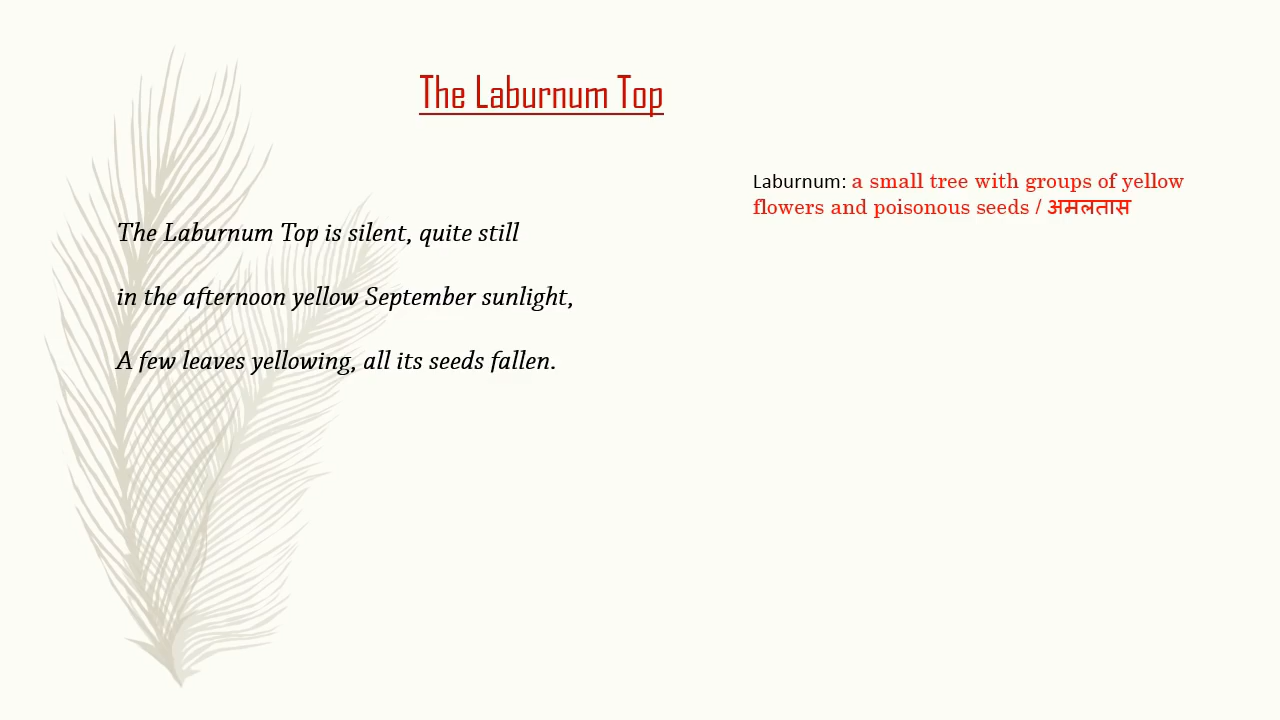 The Laburnum Top
Laburnum: a small tree with groups of yellow
flowers and poisonous seeds / अमलतास
The Laburnum Top is silent, quite still
in the afternoon yellow September sunlight,
A few leaves yellowing, all its seeds fallen.